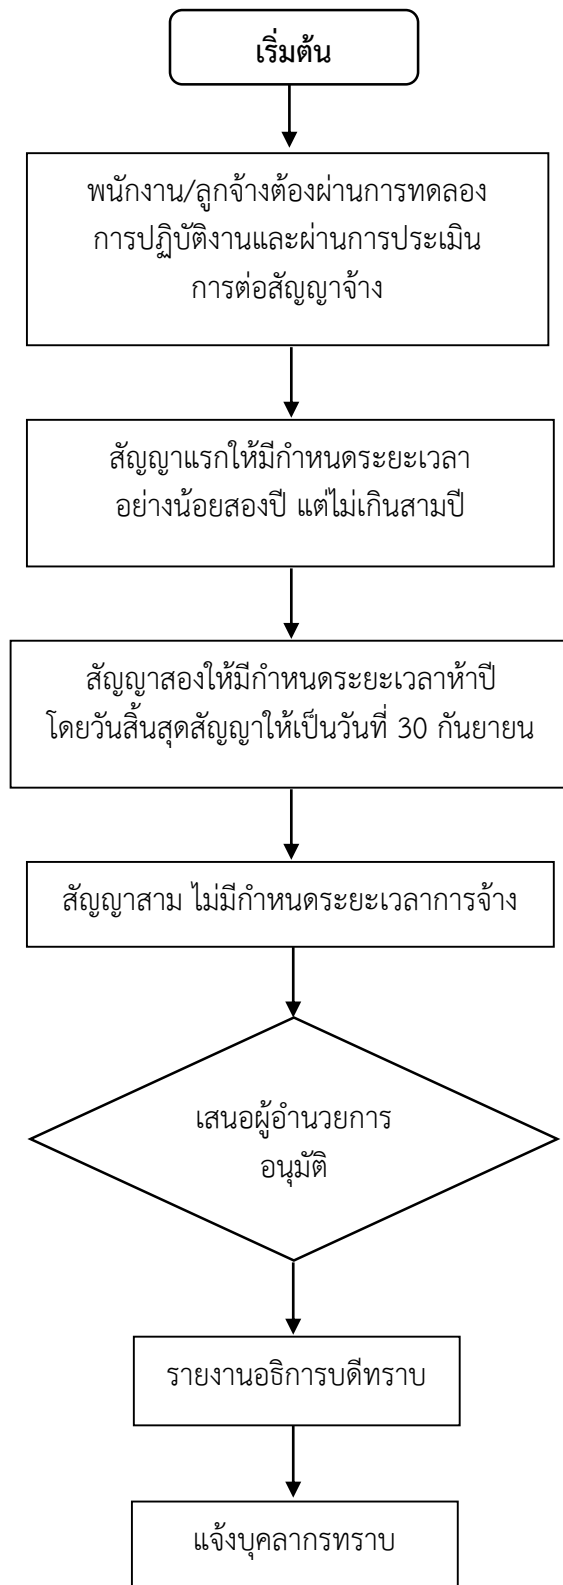 เริ่มต้น
พนักงาน/ลูกจ้างต้องผ่านการทดลอง
การปฏิบัติงานและผ่านการประเมิน
การต่อสัญญาจ้าง
สัญญาแรกให้มีกำหนดระยะเวลา
อย่างน้อยสองปี แต่ไม่เกินสามปี
สัญญาสองให้มีกำหนดระยะเวลาห้าปี
โดยวันสิ้นสุดสัญญาให้เป็นวันที่ 30 กันยายน
สัญญาสาม ไม่มีกำหนดระยะเวลาการจ้าง
เสนอผู้อำนวยการ
อนุมัติ
รายงานอธิการบดีทราบ
แจ้งบุคลากรทราบ